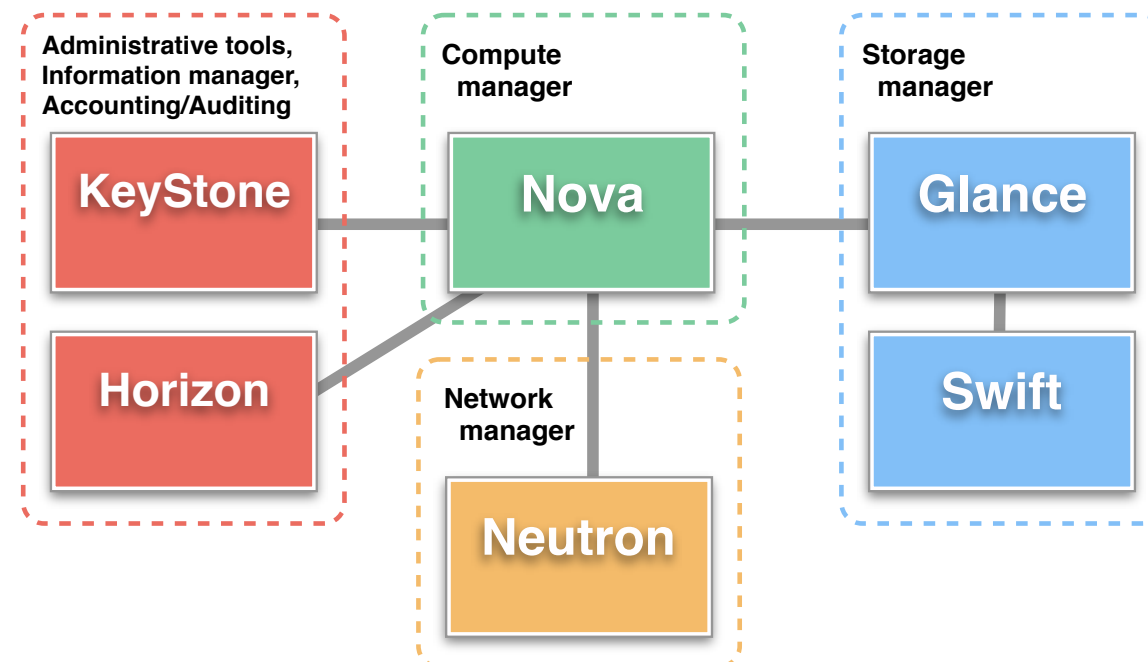 Administrative tools,
Information manager,
Accounting/Auditing
KeyStone
Horizon
Compute
manager
Nova
Network
manager
Neutron
Storage
manager
Glance
Swift